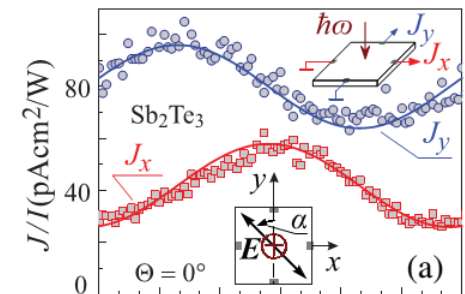 ħω
J_y
J_x
J/I(pAcm2/W)
80
40
0
Sb₂Te₃
J_x
J_y
y
α
E
x
Θ = 0°
(a)